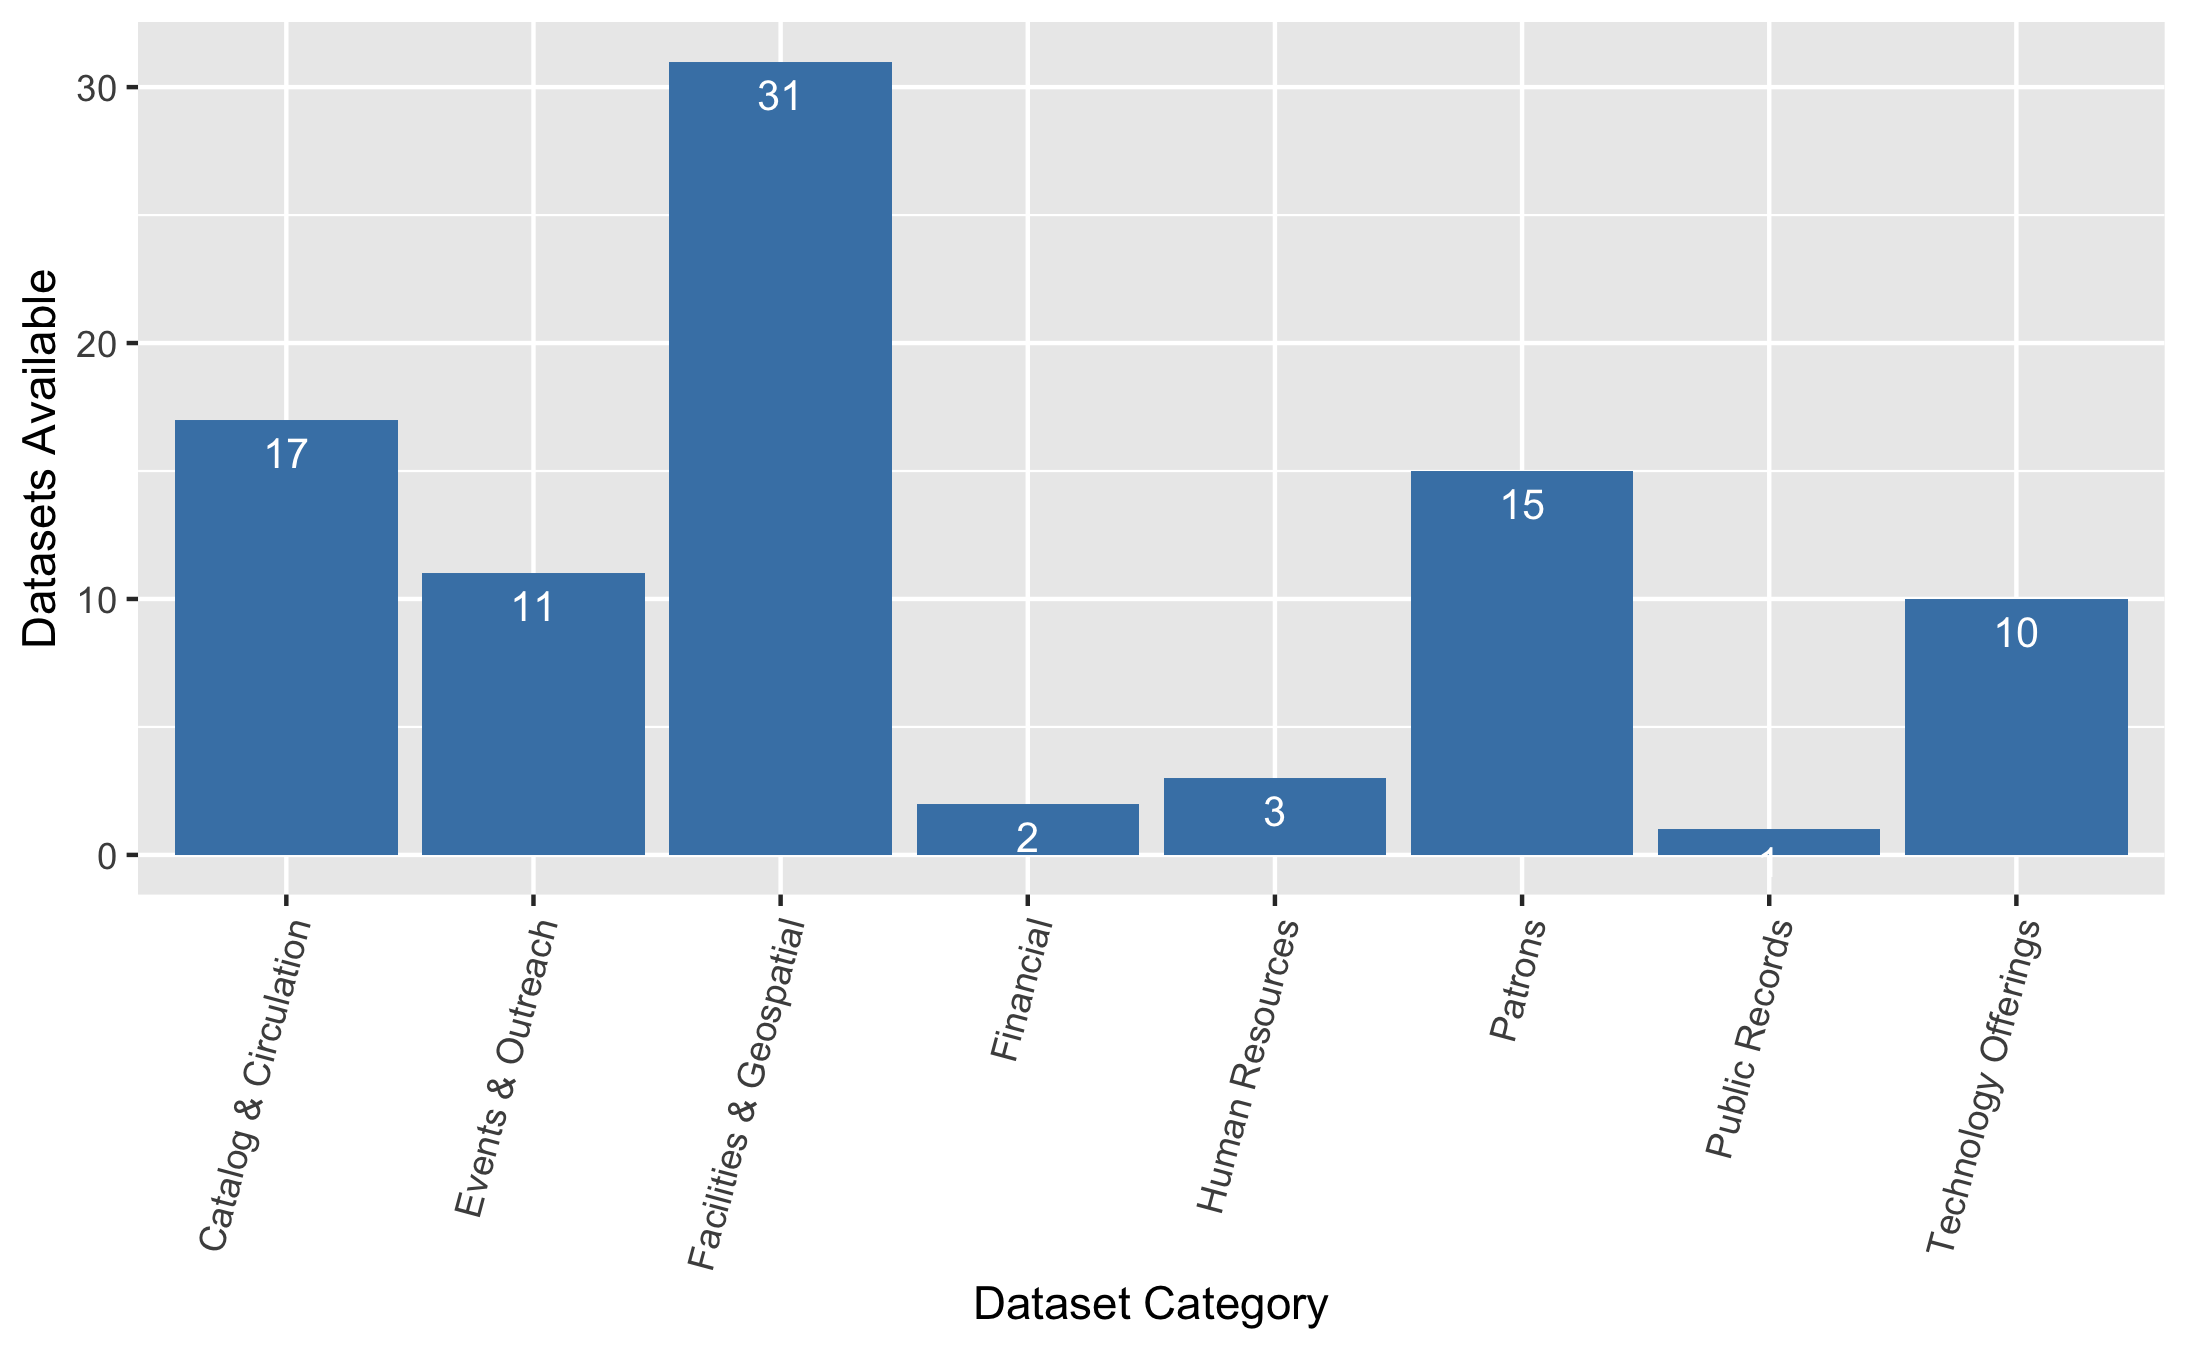 Datasets Available
30
20
10
0
17
11
31
2
3
15
1
10
Catalog & Circulation
Events & Outreach
Facilities & Geospatial
Financial
Human Resources
Patrons
Public Records
Technology Offerings
Dataset Category